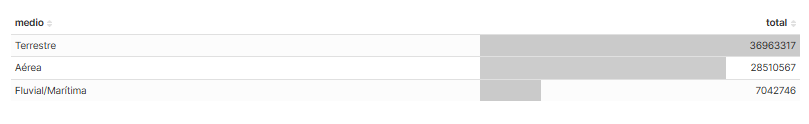 medio total
Terrestre 36963317
Aérea 28510567
Fluvial/Marítima 7042746